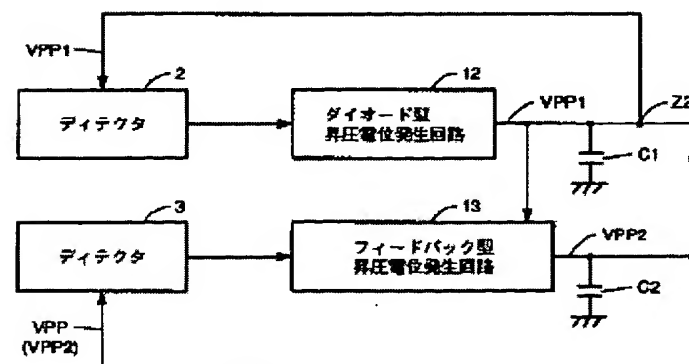 VPP1
2
ディテクタ
12
ダイオード型
昇圧電位発生回路
VPP1
Z2
C1
3
ディテクタ
13
フィードバック型
昇圧電位発生回路
VPP2
C2
VPP
(VPP2)